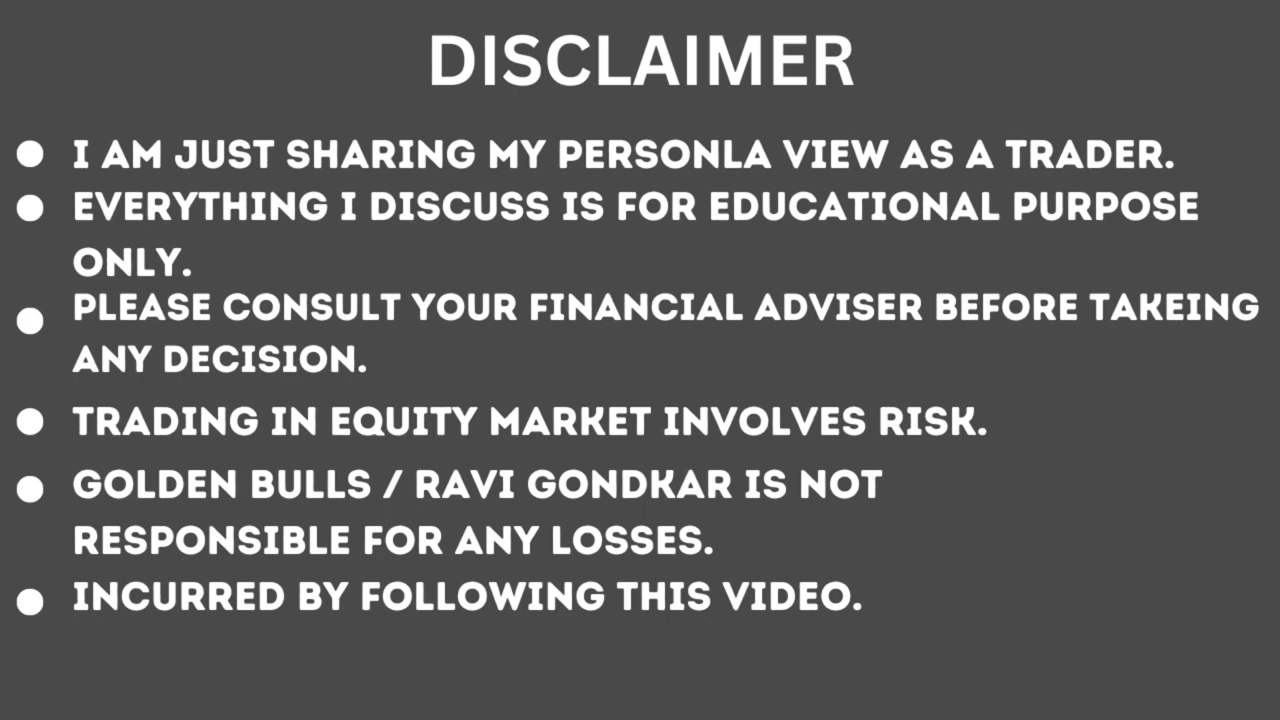 DISCLAIMER
I AM JUST SHARING MY PERSONLA VIEW AS A TRADER.
EVERYTHING I DISCUSS IS FOR EDUCATIONAL PURPOSE
ONLY.
PLEASE CONSULT YOUR FINANCIAL ADVISER BEFORE TAKEING
ANY DECISION.
TRADING IN EQUITY MARKET INVOLVES RISK.
GOLDEN BULLS / RAVI GONDKAR IS NOT
RESPONSIBLE FOR ANY LOSSES.
INCURRED BY FOLLOWING THIS VIDEO.